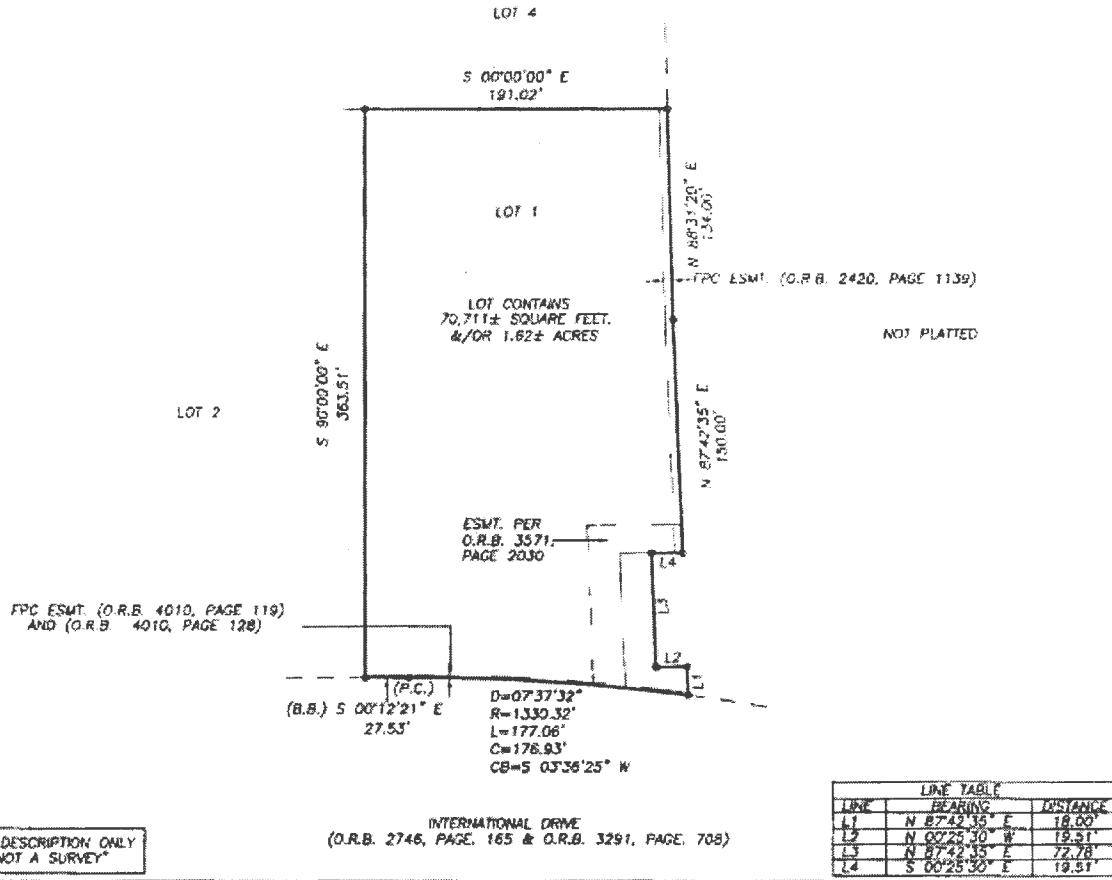 LOT 4
S 00°00'00" E
191.02'
LOT 1
N 88°31'20" E
134.00'
FPC ESMT. (O.R.B. 2420, PAGE 1139)
LOT CONTAINS
70,711± SQUARE FEET.
&/OR 1.62± ACRES
NOT PLATTED
S 90°00'00" E
363.51'
LOT 2
N 87°42'35" E
150.00'
ESMT. PER
O.R.B. 3571,
PAGE 2030
L4
L3
FPC ESMT. (O.R.B. 4010, PAGE 119)
AND (O.R.B. 4010, PAGE 128)
L2
L1
(P.C.)
(B.B.) S 00°12'21" E
27.53'
D=07°37'32"
R=1330.32'
L=177.06'
C=176.93'
CB=S 03°36'25" W
INTERNATIONAL DRIVE
(O.R.B. 2746, PAGE. 165 & O.R.B. 3291, PAGE. 708)
DESCRIPTION ONLY
NOT A SURVEY"
LINE TABLE
LINE BEARING DISTANCE
L1 N 87°42'35" E 18.00'
L2 N 00°25'30" W 19.51'
L3 N 87°42'35" E 72.78'
L4 S 00°25'30" E 19.51'